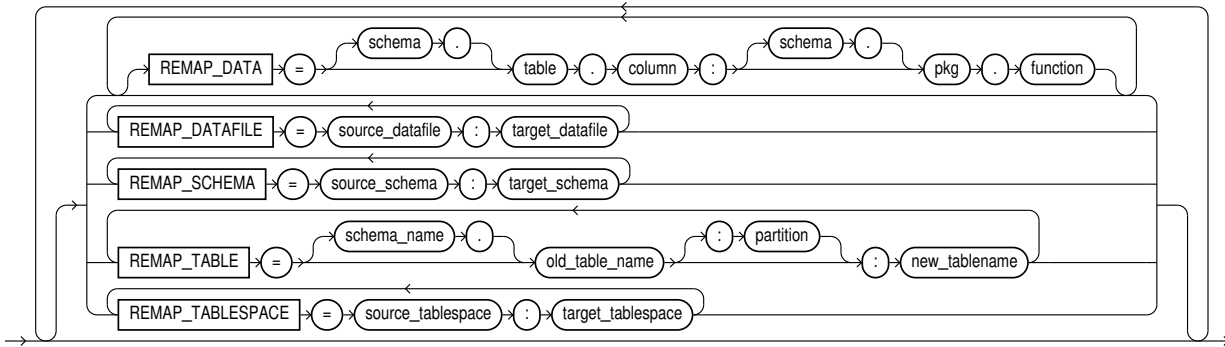 REMAP_DATA = schema . table . column : schema . pkg . function
REMAP_DATAFILE = source_datafile : target_datafile
REMAP_SCHEMA = source_schema : target_schema
REMAP_TABLE = schema_name . old_table_name : partition : new_tablename
REMAP_TABLESPACE = source_tablespace : target_tablespace